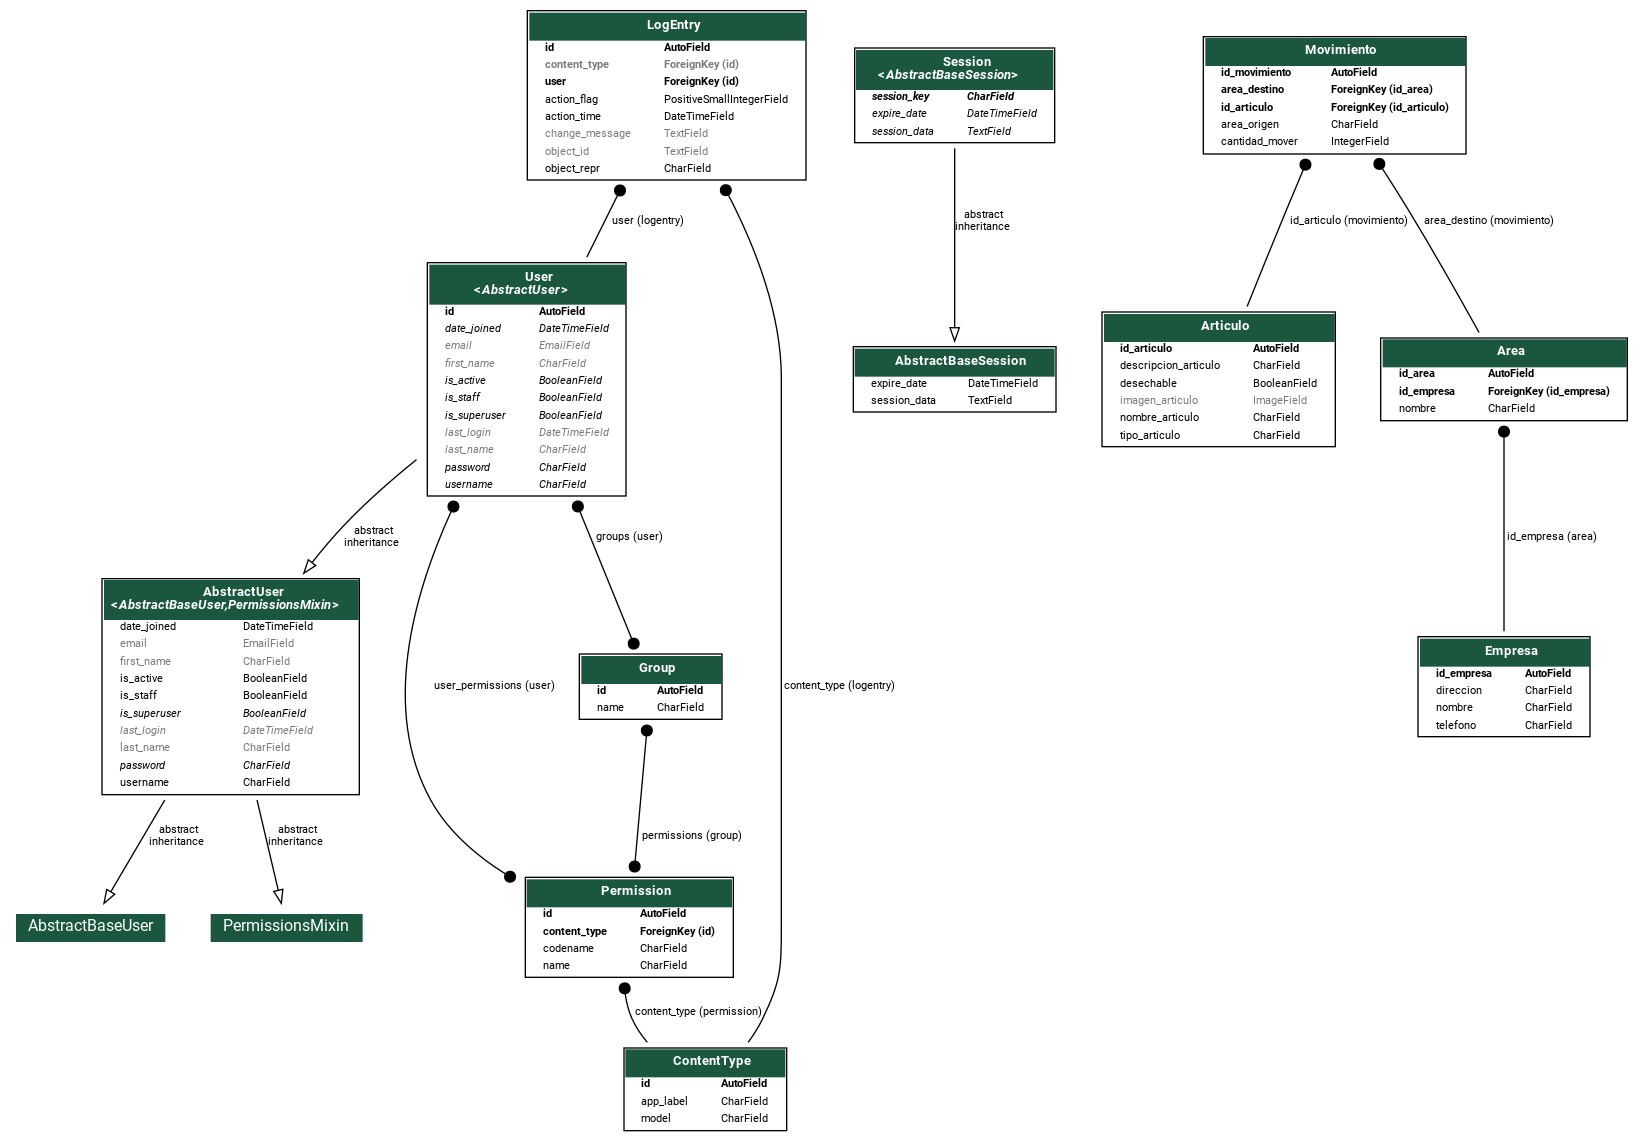 LogEntry
id AutoField
content_type ForeignKey (id)
user ForeignKey (id)
action_flag PositiveSmallIntegerField
action_time DateTimeField
change_message TextField
object_id TextField
object_repr CharField
Session
<AbstractBaseSession>
session_key CharField
expire_date DateTimeField
session_data TextField
Movimiento
id_movimiento AutoField
area_destino ForeignKey (id_area)
id_articulo ForeignKey (id_articulo)
area_origen CharField
cantidad_mover IntegerField
user (logentry)
abstract
inheritance
id_articulo (movimiento)
area_destino (movimiento)
User
<AbstractUser>
id AutoField
date_joined DateTimeField
email EmailField
first_name CharField
is_active BooleanField
is_staff BooleanField
is_superuser BooleanField
last_login DateTimeField
last_name CharField
password CharField
username CharField
AbstractBaseSession
expire_date DateTimeField
session_data TextField
Articulo
id_articulo AutoField
descripcion_articulo CharField
desechable BooleanField
imagen_articulo ImageField
nombre_articulo CharField
tipo_articulo CharField
Area
id_area AutoField
id_empresa ForeignKey (id_empresa)
nombre CharField
abstract
inheritance
groups (user)
id_empresa (area)
AbstractUser
<AbstractBaseUser,PermissionsMixin>
date_joined DateTimeField
email EmailField
first_name CharField
is_active BooleanField
is_staff BooleanField
is_superuser BooleanField
last_login DateTimeField
last_name CharField
password CharField
username CharField
user_permissions (user)
Group
id AutoField
name CharField
content_type (logentry)
Empresa
id_empresa AutoField
direccion CharField
nombre CharField
telefono CharField
abstract
inheritance
abstract
inheritance
permissions (group)
AbstractBaseUser
PermissionsMixin
Permission
id AutoField
content_type ForeignKey (id)
codename CharField
name CharField
content_type (permission)
ContentType
id AutoField
app_label CharField
model CharField